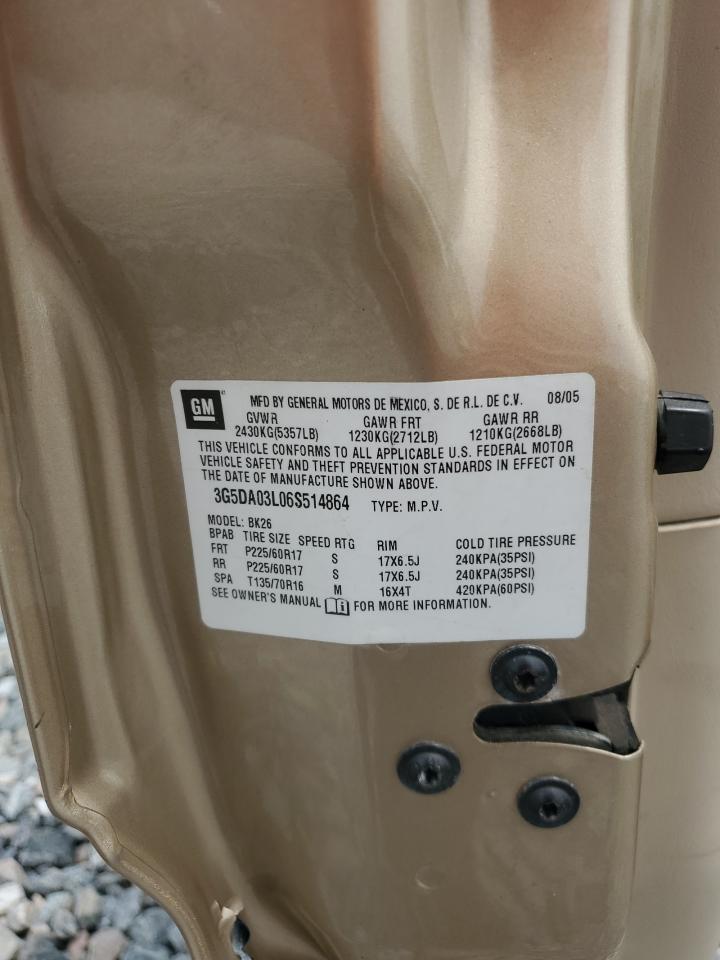 GM MFD BY GENERAL MOTORS DE MEXICO, S. DE R.L. DE C.V. 08/05
GVWR GAWR FRT GAWR RR
2430KG(5357LB) 1230KG(2712LB) 1210KG(2668LB)
THIS VEHICLE CONFORMS TO ALL APPLICABLE U.S. FEDERAL MOTOR
VEHICLE SAFETY AND THEFT PREVENTION STANDARDS IN EFFECT ON
THE DATE OF MANUFACTURE SHOWN ABOVE.
3G5DA03L06S514864 TYPE: M.P.V.
MODEL: BK26
BPAB TIRE SIZE SPEED RTG RIM COLD TIRE PRESSURE
FRT P225/60R17 S 17X6.5J 240KPA(35PSI)
RR P225/60R17 S 17X6.5J 240KPA(35PSI)
SPA T135/70R16 M 16X4T 420KPA(60PSI)
SEE OWNER'S MANUAL FOR MORE INFORMATION.